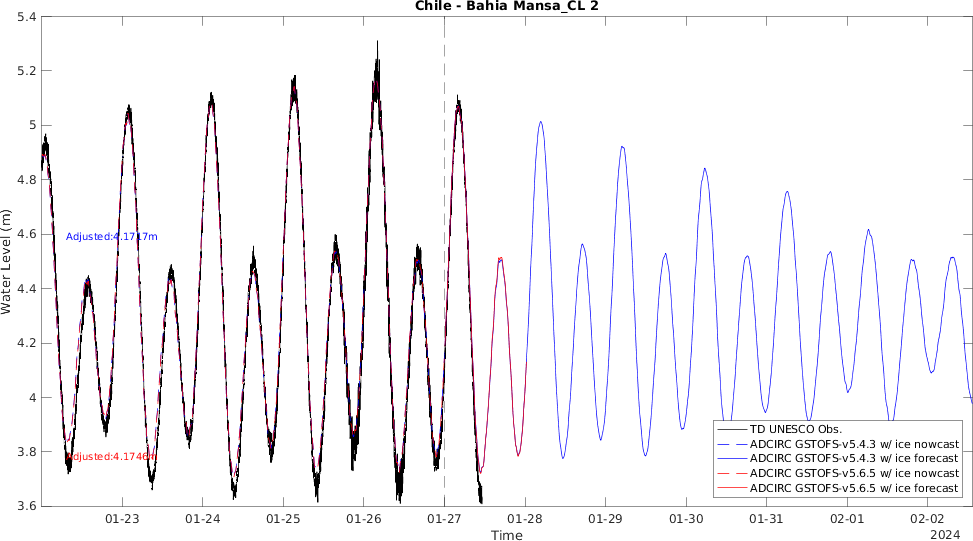 Chile - Bahia Mansa_CL 2
5.4
5.2
5
4.8
4.6
4.4
4.2
4
3.8
3.6
Water Level (m)
Adjusted:4.1717m
Adjusted:4.1746m
TD UNESCO Obs.
ADCIRC GSTOFS-v5.4.3 w/ ice nowcast
ADCIRC GSTOFS-v5.4.3 w/ ice forecast
ADCIRC GSTOFS-v5.6.5 w/ ice nowcast
ADCIRC GSTOFS-v5.6.5 w/ ice forecast
01-23 01-24 01-25 01-26 01-27 01-28 01-29 01-30 01-31 02-01 02-02
Time
2024